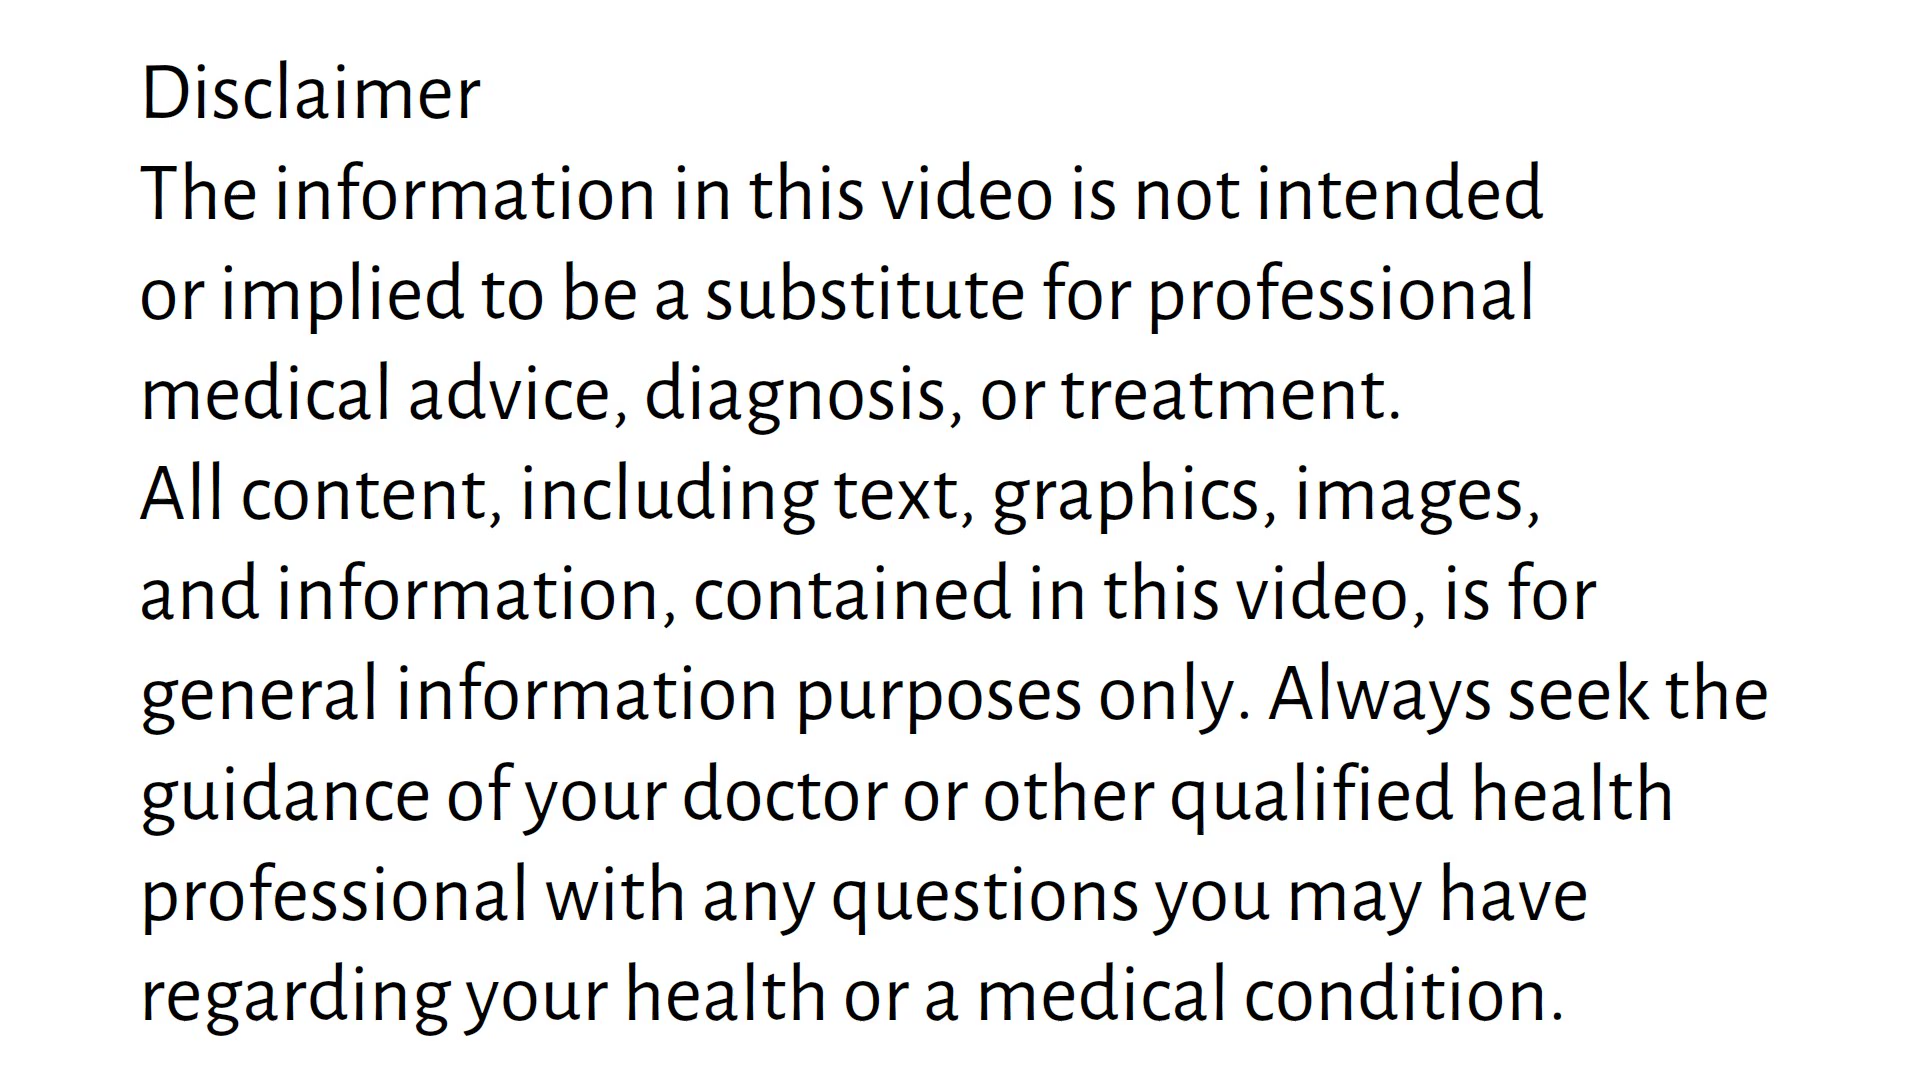 Disclaimer
The information in this video is not intended
or implied to be a substitute for professional
medical advice, diagnosis, or treatment.
All content, including text, graphics, images,
and information, contained in this video, is for
general information purposes only. Always seek the
guidance of your doctor or other qualified health
professional with any questions you may have
regarding your health or a medical condition.